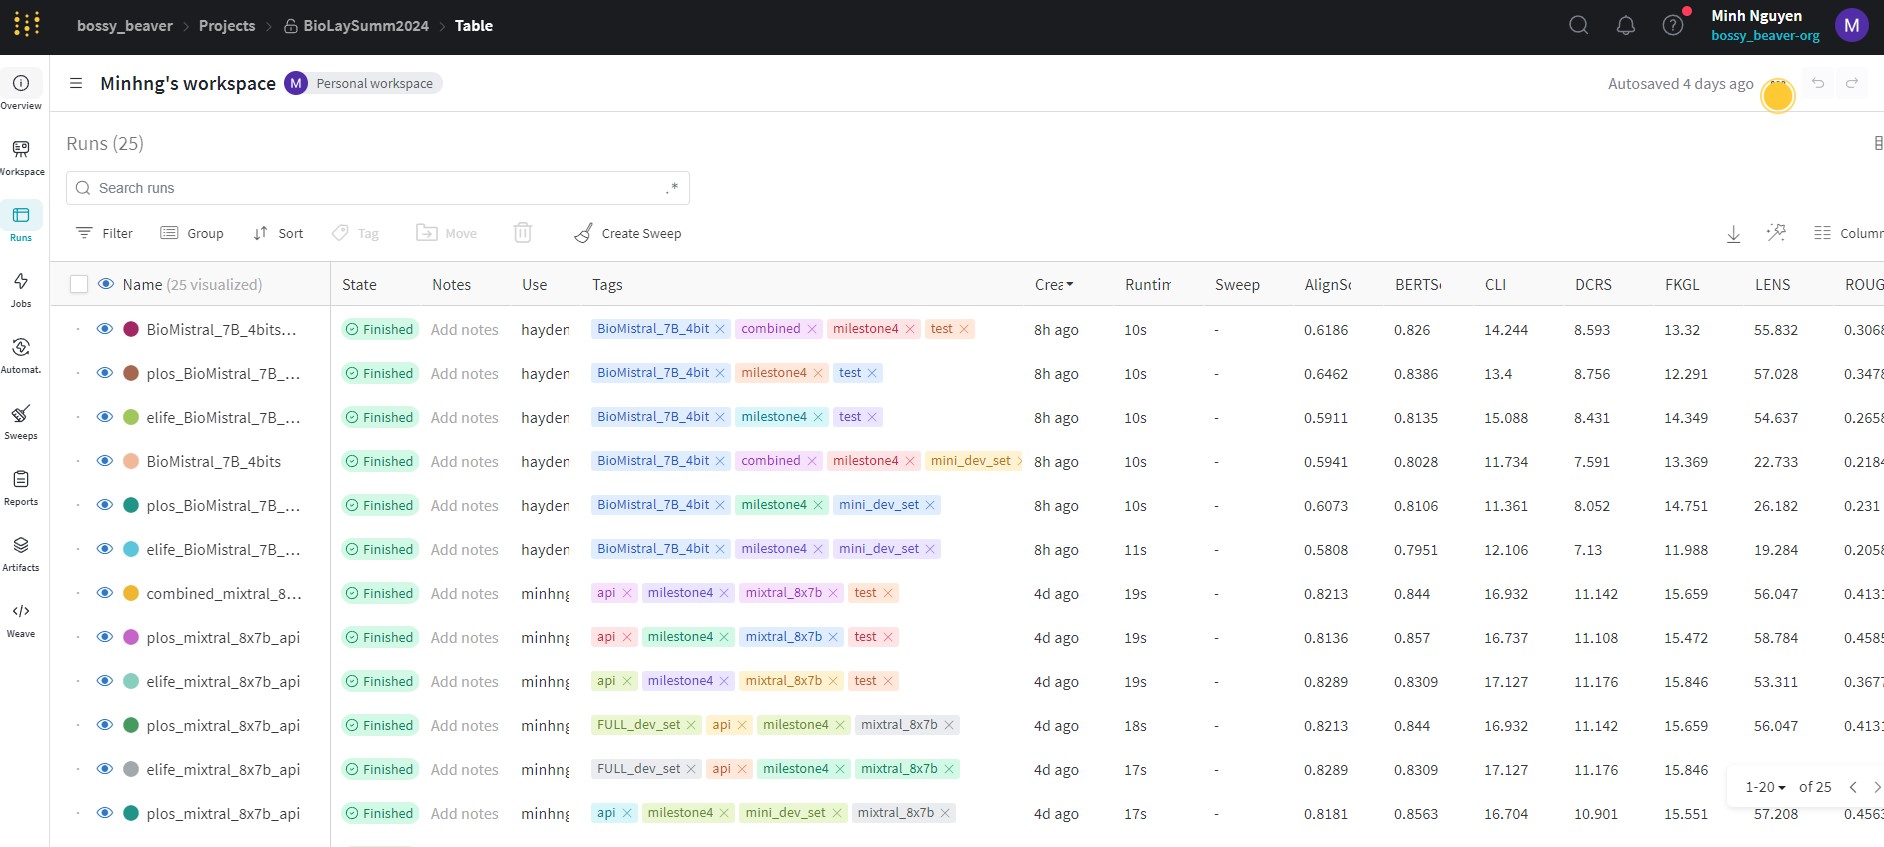 bossy_beaver > Projects > BioLaySumm2024 > Table
Minh Nguyen
bossy_beaver-org
M
Minhng's workspace M Personal workspace
Autosaved 4 days ago
Overview
Workspace
Runs
Jobs
Automat.
Sweeps
Reports
Artifacts
Weave
Runs (25)
Search runs .*
Filter Group Sort Tag Move Create Sweep Column
Name (25 visualized) State Notes Use Tags Crea Runtim Sweep AlignSc BERTSc CLI DCRS FKGL LENS ROUG
BioMistral_7B_4bits... Finished Add notes hayden BioMistral_7B_4bit combined milestone4 test 8h ago 10s - 0.6186 0.826 14.244 8.593 13.32 55.832 0.3068
plos_BioMistral_7B_... Finished Add notes hayden BioMistral_7B_4bit milestone4 test 8h ago 10s - 0.6462 0.8386 13.4 8.756 12.291 57.028 0.3478
elife_BioMistral_7B_... Finished Add notes hayden BioMistral_7B_4bit milestone4 test 8h ago 10s - 0.5911 0.8135 15.088 8.431 14.349 54.637 0.2658
BioMistral_7B_4bits Finished Add notes hayden BioMistral_7B_4bit combined milestone4 mini_dev_set 8h ago 10s - 0.5941 0.8028 11.734 7.591 13.369 22.733 0.2184
plos_BioMistral_7B_... Finished Add notes hayden BioMistral_7B_4bit milestone4 mini_dev_set 8h ago 10s - 0.6073 0.8106 11.361 8.052 14.751 26.182 0.231
elife_BioMistral_7B_... Finished Add notes hayden BioMistral_7B_4bit milestone4 mini_dev_set 8h ago 11s - 0.5808 0.7951 12.106 7.13 11.988 19.284 0.2058
combined_mixtral_8... Finished Add notes minhng api milestone4 mixtral_8x7b test 4d ago 19s - 0.8213 0.844 16.932 11.142 15.659 56.047 0.4131
plos_mixtral_8x7b_api Finished Add notes minhng api milestone4 mixtral_8x7b test 4d ago 19s - 0.8136 0.857 16.737 11.108 15.472 58.784 0.4585
elife_mixtral_8x7b_api Finished Add notes minhng api milestone4 mixtral_8x7b test 4d ago 19s - 0.8289 0.8309 17.127 11.176 15.846 53.311 0.3677
plos_mixtral_8x7b_api Finished Add notes minhng FULL_dev_set api milestone4 mixtral_8x7b 4d ago 18s - 0.8213 0.844 16.932 11.142 15.659 56.047 0.4131
elife_mixtral_8x7b_api Finished Add notes minhng FULL_dev_set api milestone4 mixtral_8x7b 4d ago 17s - 0.8289 0.8309 17.127 11.176 15.846
1-20 of 25
plos_mixtral_8x7b_api Finished Add notes minhng api milestone4 mini_dev_set mixtral_8x7b 4d ago 17s - 0.8181 0.8563 16.704 10.901 15.551 57.208 0.4563